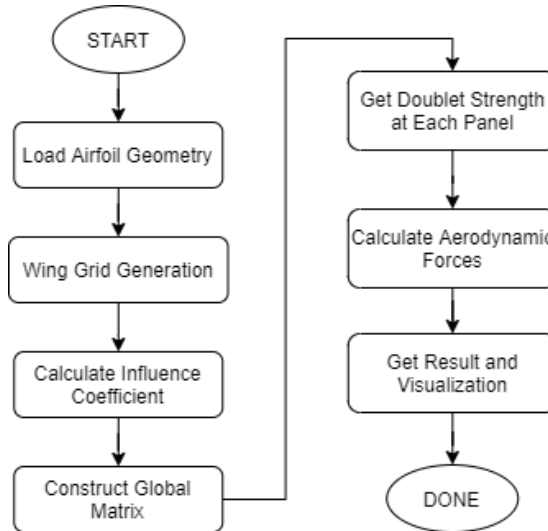 START
Load Airfoil Geometry
Wing Grid Generation
Calculate Influence
Coefficient
Construct Global
Matrix
Get Doublet Strength
at Each Panel
Calculate Aerodynamic
Forces
Get Result and
Visualization
DONE